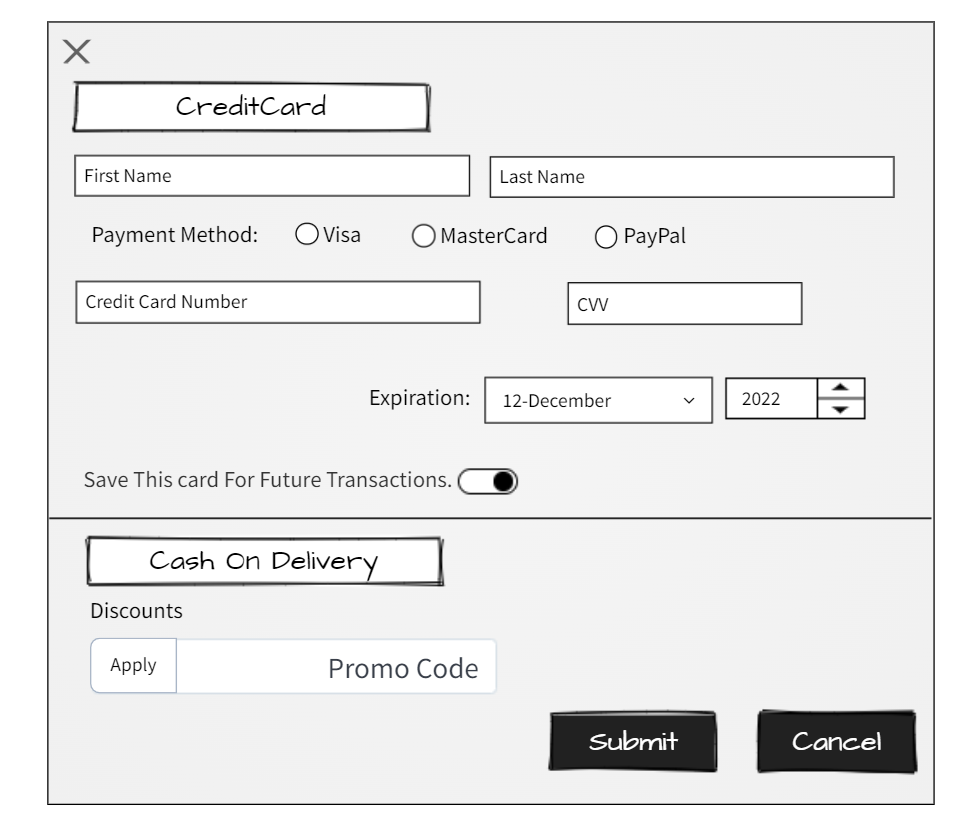 CreditCard
First Name Last Name
Payment Method: Visa MasterCard PayPal
Credit Card Number CVV
Expiration: 12-December 2022
Save This card For Future Transactions.
Cash On Delivery
Discounts
Apply Promo Code
Submit Cancel